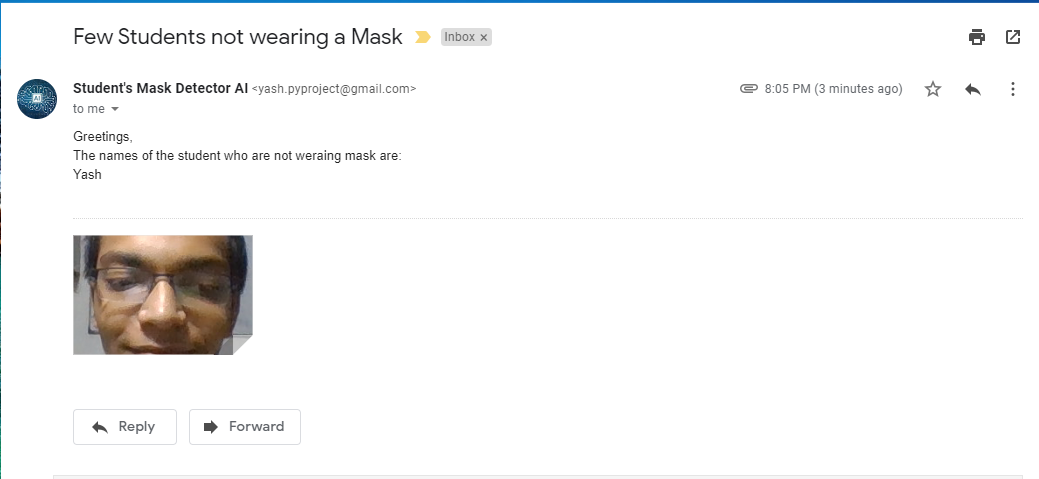 Few Students not wearing a Mask Inbox ×
Student's Mask Detector AI <yash.pyproject@gmail.com> 8:05 PM (3 minutes ago)
AI
to me
Greetings,
The names of the student who are not weraing mask are:
Yash
Reply Forward